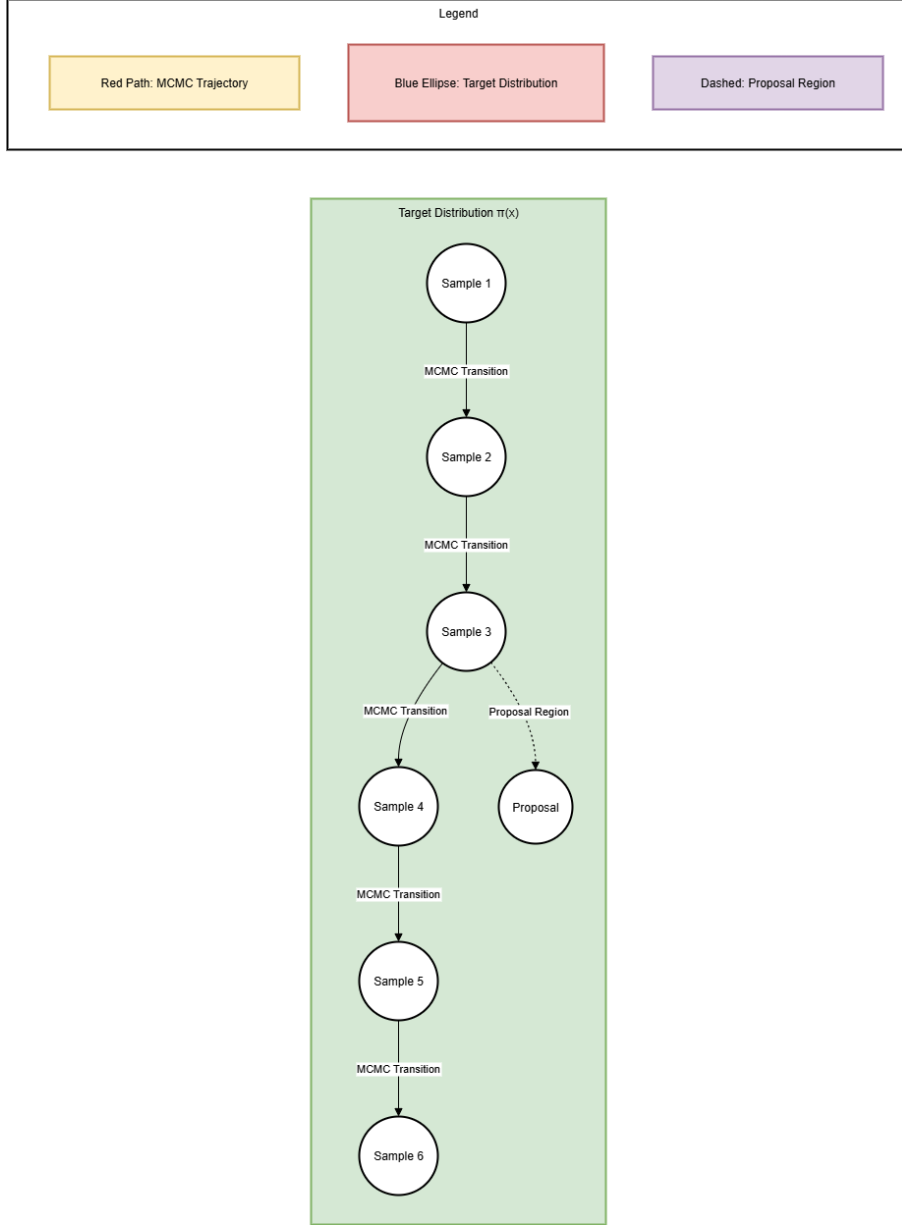 Legend
Red Path: MCMC Trajectory
Blue Ellipse: Target Distribution
Dashed: Proposal Region
Target Distribution π(x)
Sample 1
MCMC Transition
Sample 2
MCMC Transition
Sample 3
MCMC Transition
Proposal Region
Sample 4
Proposal
MCMC Transition
Sample 5
MCMC Transition
Sample 6